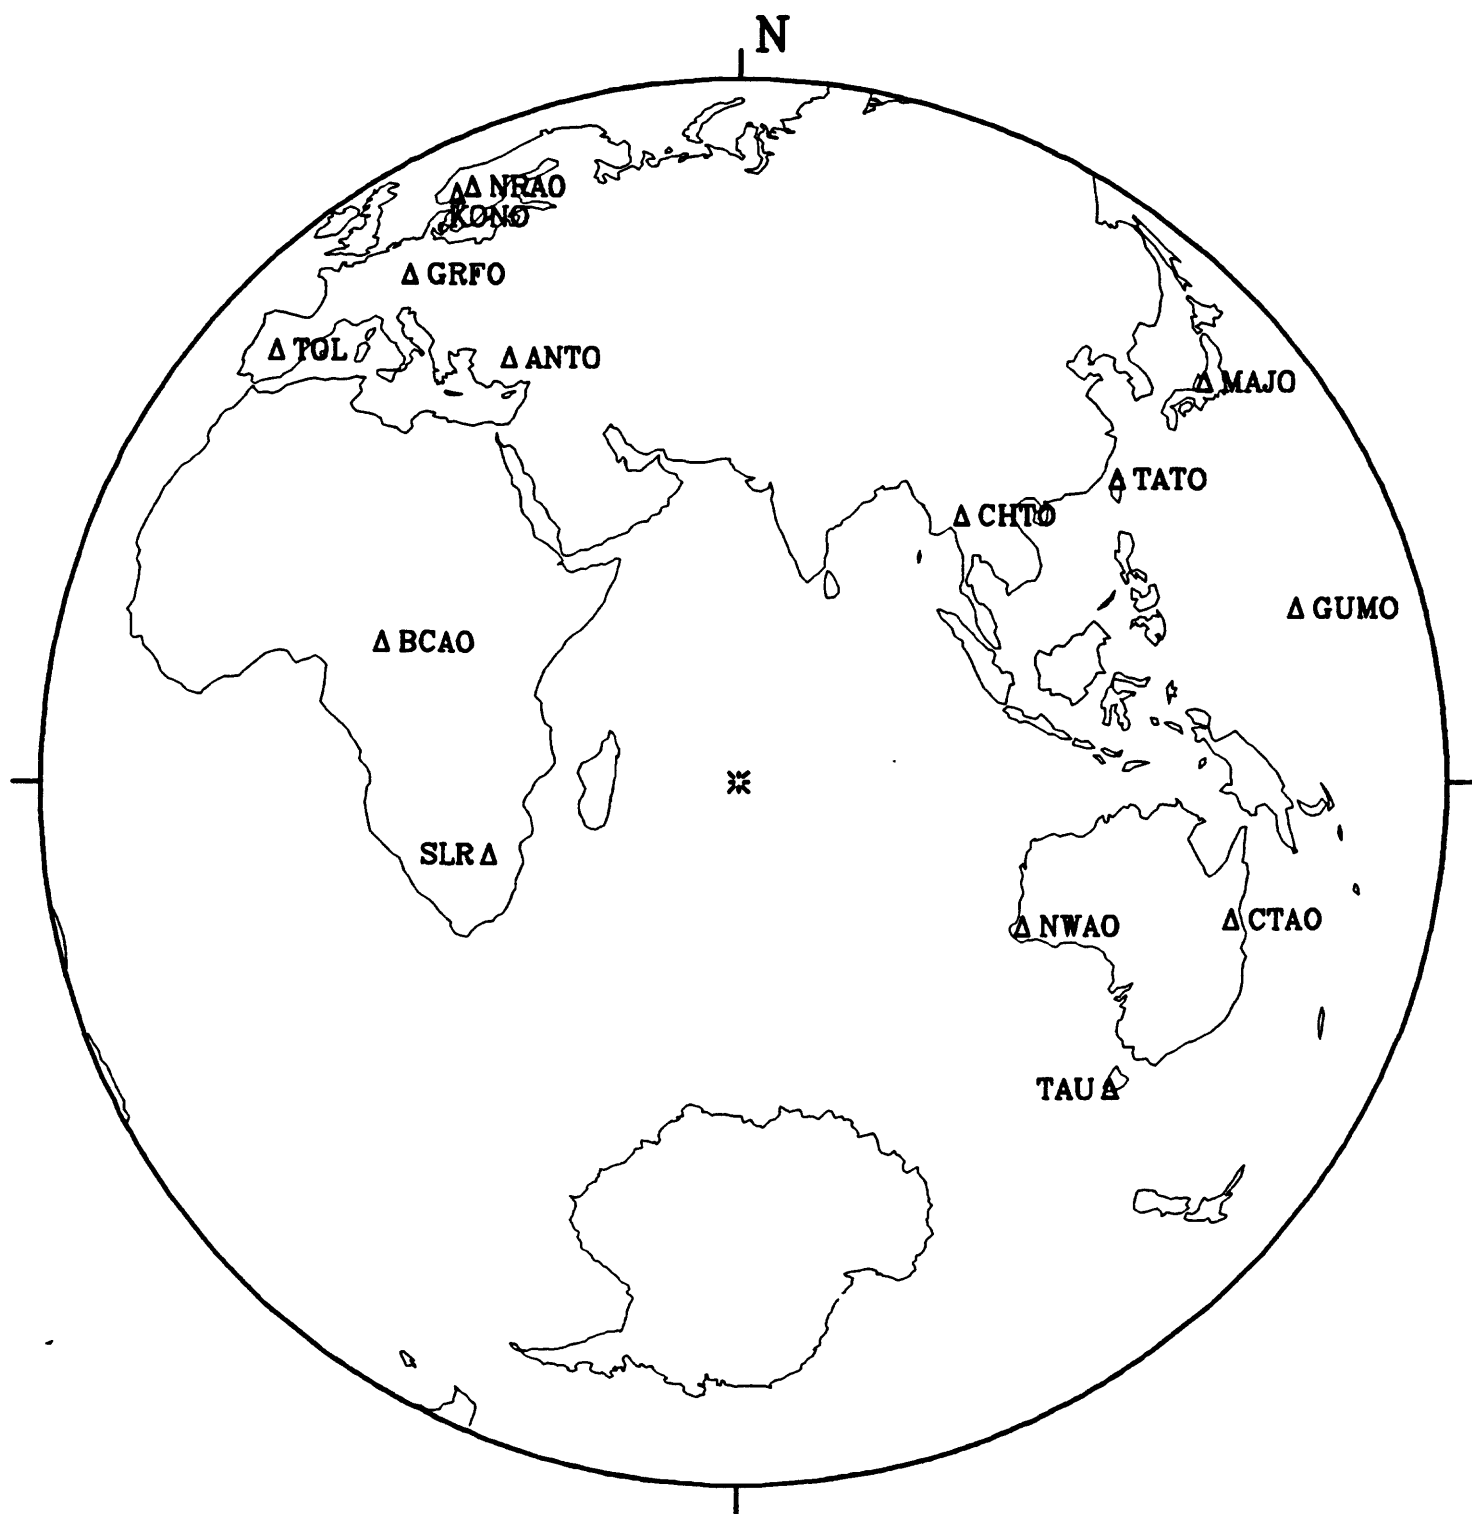 N
NRAO
KONO
GRFO
TOL
ANTO
MAJO
TATO
CHTO
GUMO
BCAO
SLR
NWAO
CTAO
TAU